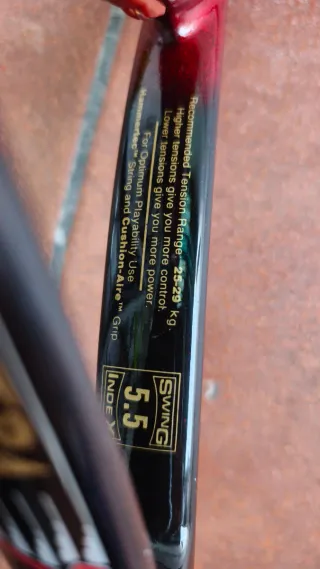 Recommended Tension Range: 25-29 kg.
Higher tensions give you more control.
Lower tensions give you more power.
For Optimum Playability Use
Hammertec™ String and Cushion-Aire™ Grip.
SWING
5.5
INDEX